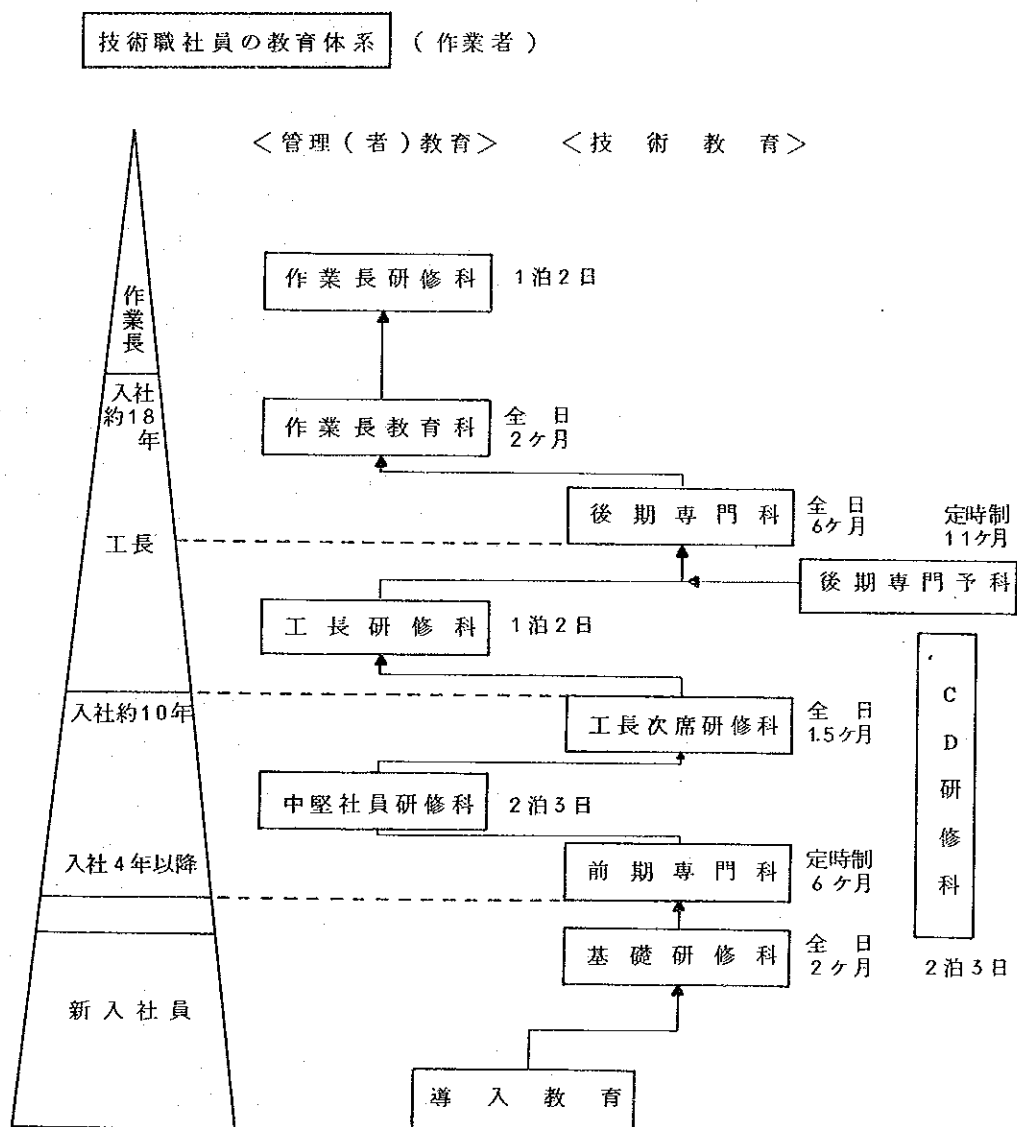 技術職社員の教育体系 (作業者)
<管理(者)教育> <技術教育>
作業長研修科 1泊2日
作業長
入社
約18
年
作業長教育科 全日
2ヶ月
後期専門科 全日
6ヶ月
定時制
11ヶ月
工長
後期専門予科
工長研修科 1泊2日
入社約10年
工長次席研修科 全日
1.5ヶ月
CD研修科
中堅社員研修科 2泊3日
入社4年以降
前期専門科 定時制
6ヶ月
基礎研修科 全日
2ヶ月
2泊3日
新入社員
導入教育